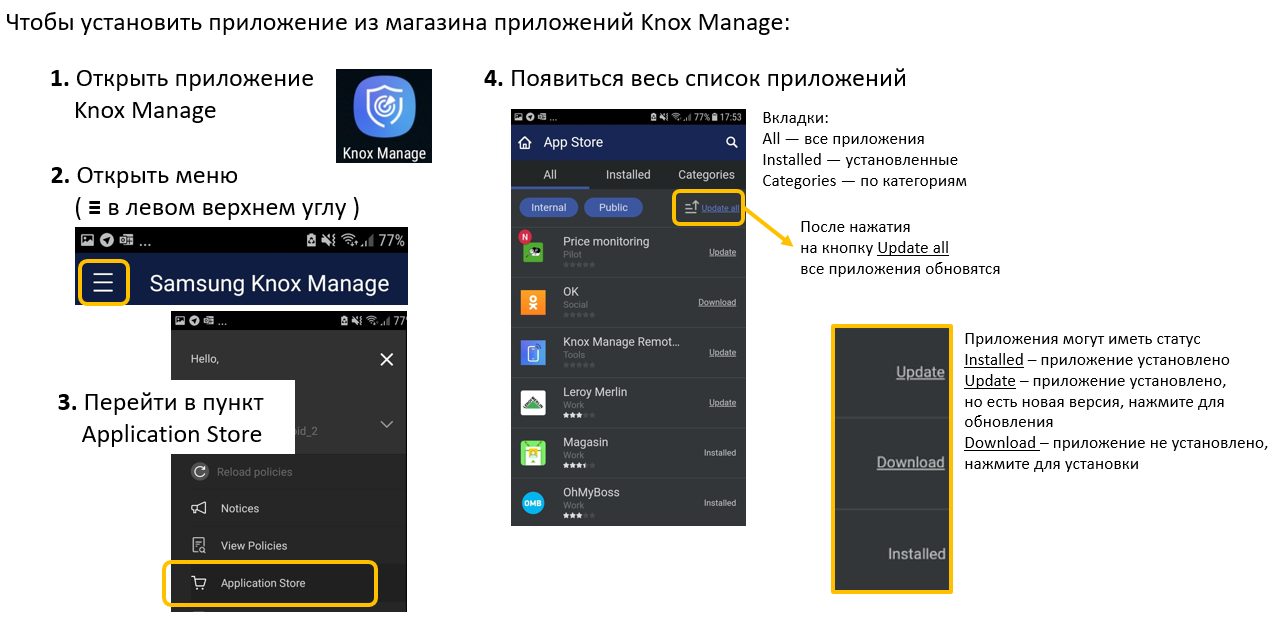 Чтобы установить приложение из магазина приложений Knox Manage:
1. Открыть приложение
Knox Manage
Knox Manage
2. Открыть меню
( ≡ в левом верхнем углу )
... 77%
Samsung Knox Manage
... 77
Hello,
3. Перейти в пункт
Application Store
oid_2
Reload policies
Notices
View Policies
Application Store
4. Появиться весь список приложений
... 77% 17:53
App Store
All Installed Categories
Internal Public Update all
N Price monitoring
Pilot
Update
OK
Social
Download
Knox Manage Remot...
Tools
Update
Leroy Merlin
Work
Update
Magasin
Work
Installed
OMB OhMyBoss
Work
Installed
Вкладки:
All — все приложения
Installed — установленные
Categories — по категориям
После нажатия
на кнопку Update all
все приложения обновятся
Update
Download
Installed
Приложения могут иметь статус
Installed – приложение установлено
Update – приложение установлено,
но есть новая версия, нажмите для
обновления
Download – приложение не установлено,
нажмите для установки